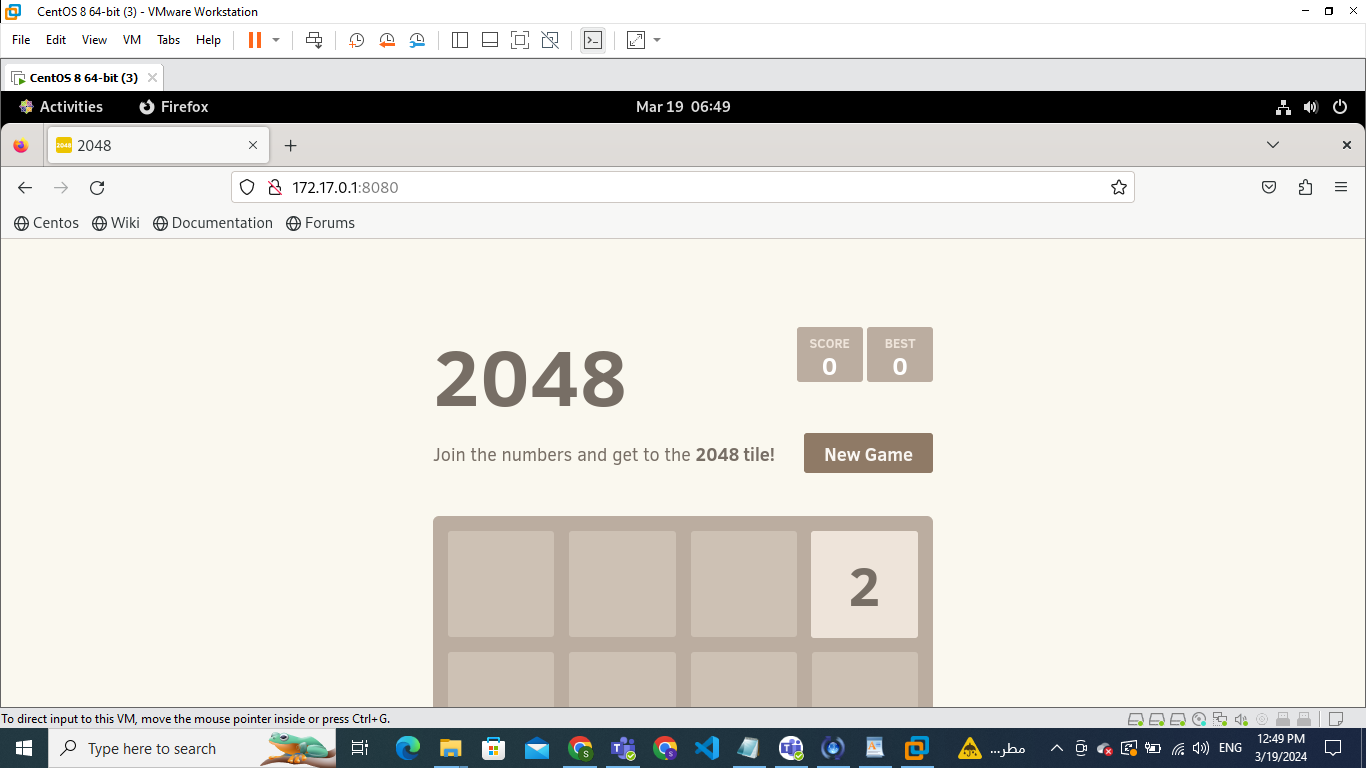 CentOS 8 64-bit (3) - VMware Workstation
File Edit View VM Tabs Help
CentOS 8 64-bit (3)
Activities Firefox Mar 19 06:49
2048 2048
172.17.0.1:8080
Centos Wiki Documentation Forums
SCORE BEST
0 0
2048
Join the numbers and get to the 2048 tile! New Game
2
To direct input to this VM, move the mouse pointer inside or press Ctrl+G.
Type here to search
مطر...
ENG
12:49 PM
3/19/2024